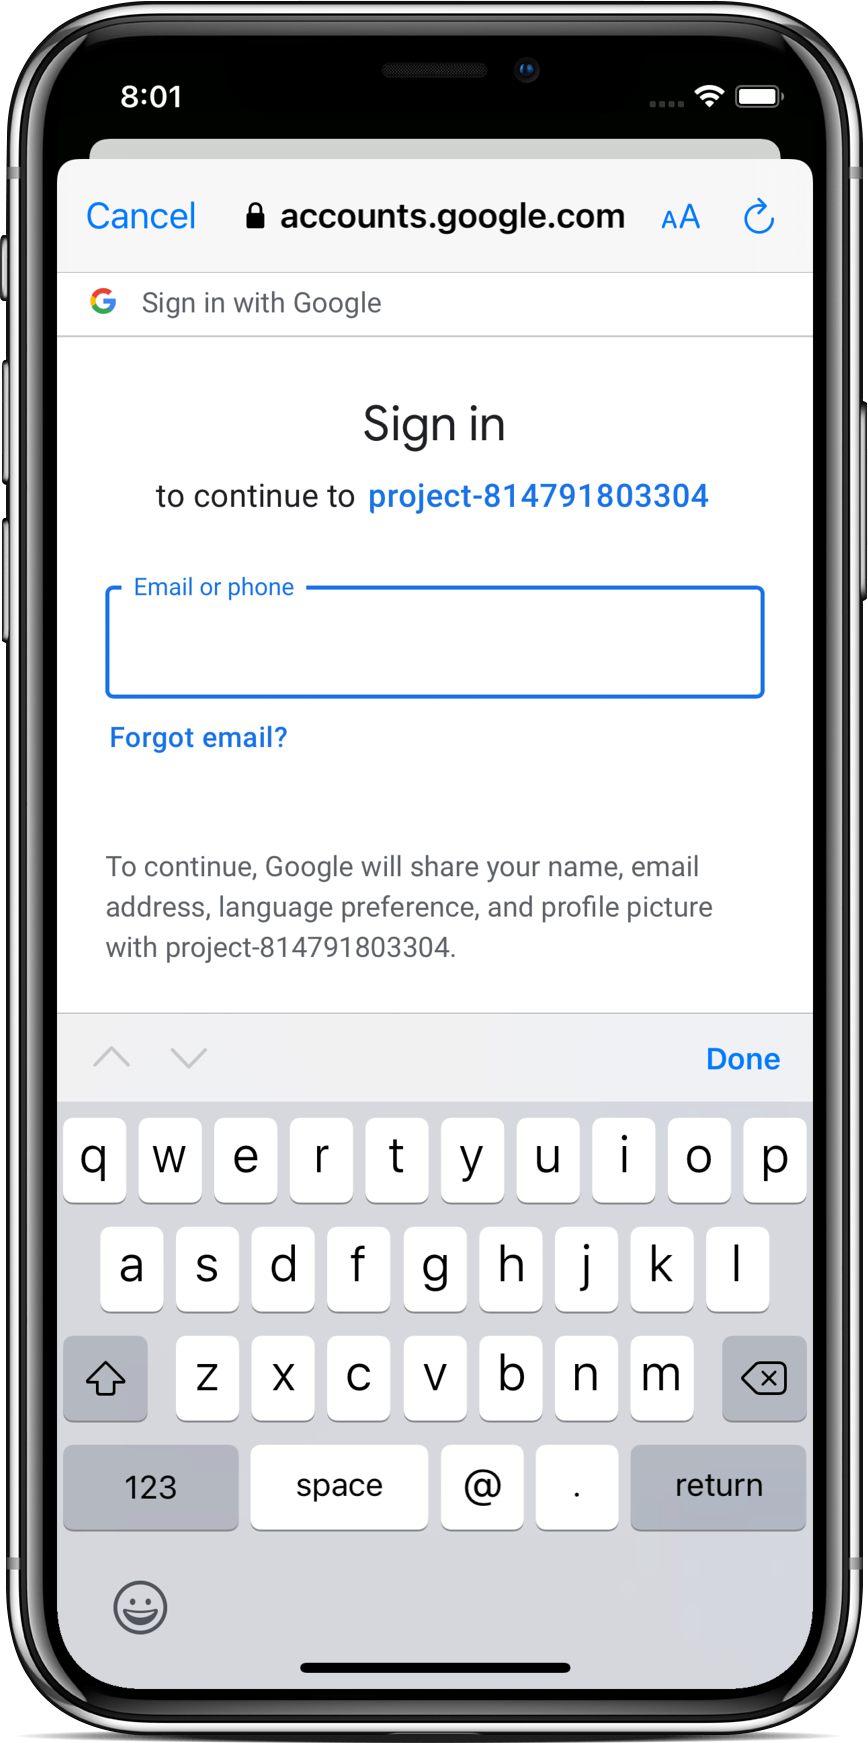 8:01
Cancel accounts.google.com AA
Sign in with Google
Sign in
to continue to project-814791803304
Email or phone
Forgot email?
To continue, Google will share your name, email
address, language preference, and profile picture
with project-814791803304.
Done
q w e r t y u i o p
a s d f g h j k l
z x c v b n m
123 space @ . return